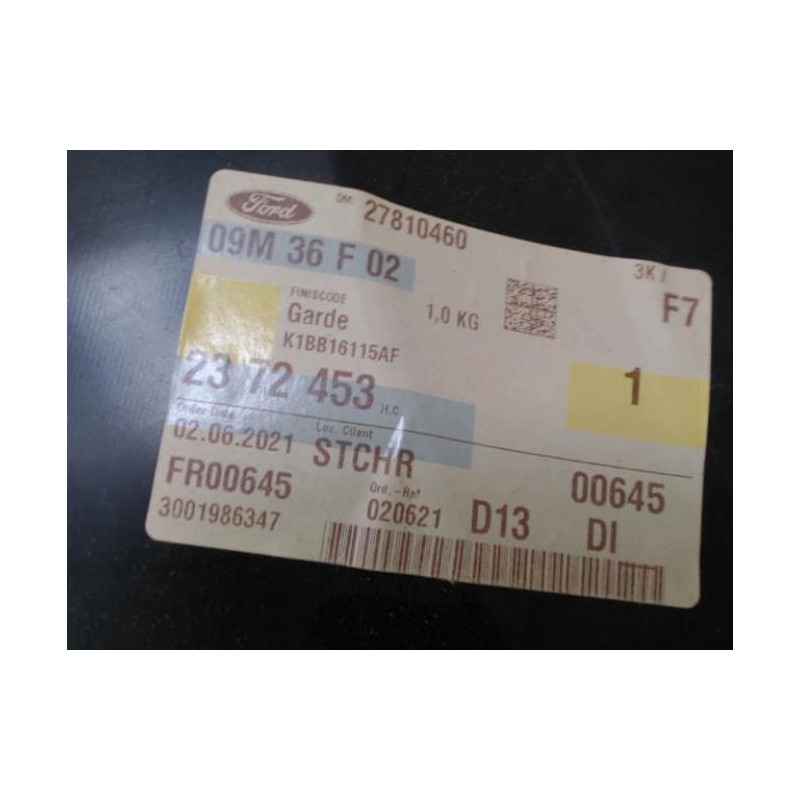 Ford
27810460
09M 36 F 02
3K
F7
FINISCODE
Garde
1,0 KG
K1BB16115AF
1
23 72 453 H.C.
Order Date
Loc. Client
02.06.2021 STCHR
FR00645
Ord.-Ref
00645
3001986347
020621
D13
DI